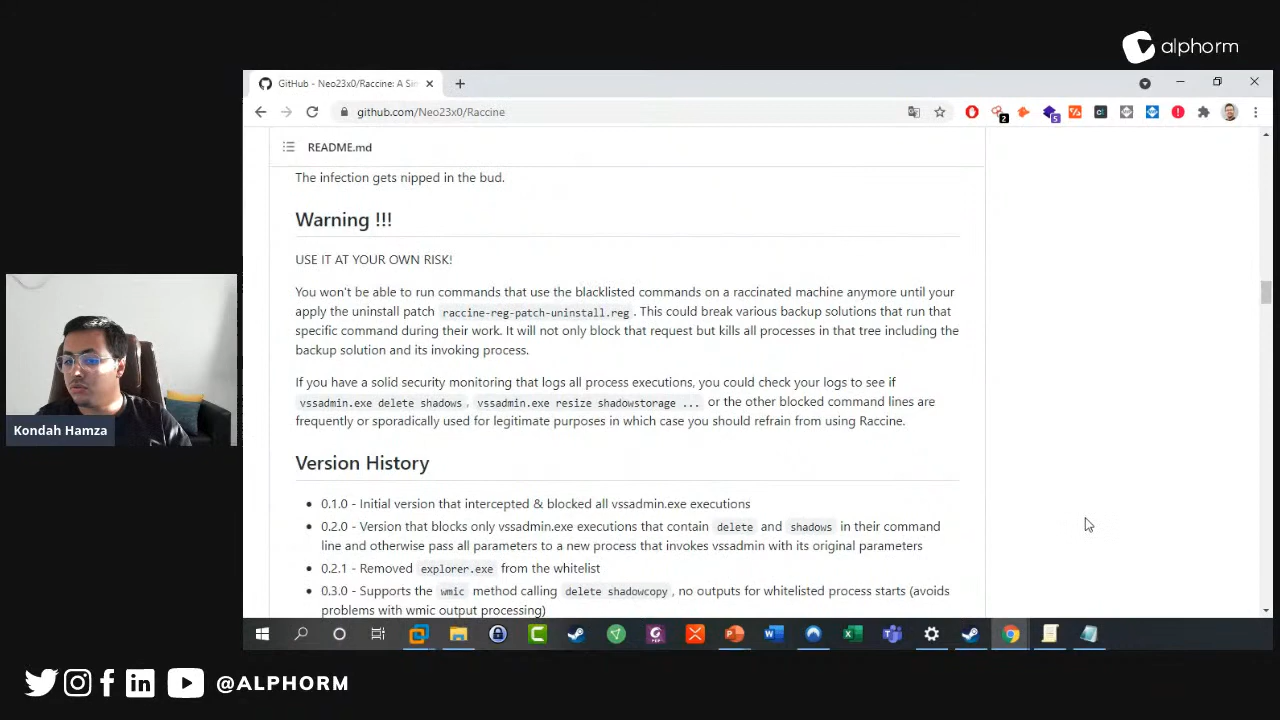 alphorm
GitHub - Neo23x0/Raccine: A Si
github.com/Neo23x0/Raccine
2
5
README.md
The infection gets nipped in the bud.
Warning !!!
USE IT AT YOUR OWN RISK!
You won't be able to run commands that use the blacklisted commands on a raccinated machine anymore until your
apply the uninstall patch raccine-reg-patch-uninstall.reg. This could break various backup solutions that run that
specific command during their work. It will not only block that request but kills all processes in that tree including the
backup solution and its invoking process.
If you have a solid security monitoring that logs all process executions, you could check your logs to see if
vssadmin.exe delete shadows, vssadmin.exe resize shadowstorage ... or the other blocked command lines are
frequently or sporadically used for legitimate purposes in which case you should refrain from using Raccine.
Kondah Hamza
Version History
0.1.0 - Initial version that intercepted & blocked all vssadmin.exe executions
0.2.0 - Version that blocks only vssadmin.exe executions that contain delete and shadows in their command
line and otherwise pass all parameters to a new process that invokes vssadmin with its original parameters
0.2.1 - Removed explorer.exe from the whitelist
0.3.0 - Supports the wmic method calling delete shadowcopy, no outputs for whitelisted process starts (avoids
problems with wmic output processing)
@ALPHORM